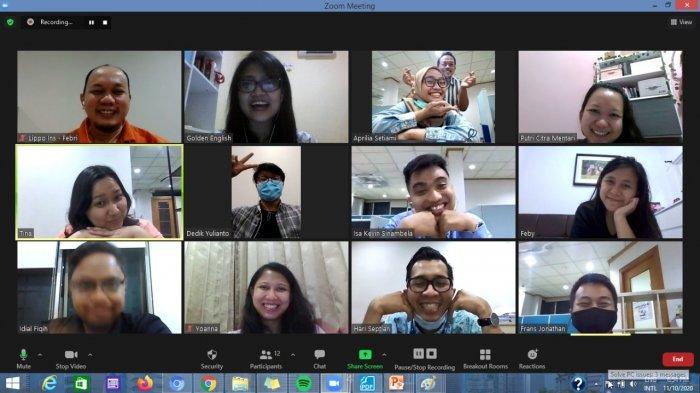 Zoom Meeting
Recording...
View
Lippo Ins - Febri
Golden English
Aprilia Setiami
Putri Citra Mentari
Tina
Dedik Yulianto
Isa Kevin Sinambela
Feby
Idial Fiqih
Yoanna
Hari Septian
Frans Jonathan
Mute
Stop Video
Security
Participants
12
Chat
Share Screen
Pause/Stop Recording
Breakout Rooms
Reactions
End
Solve PC issues: 3 messages
INTL
11/10/2020